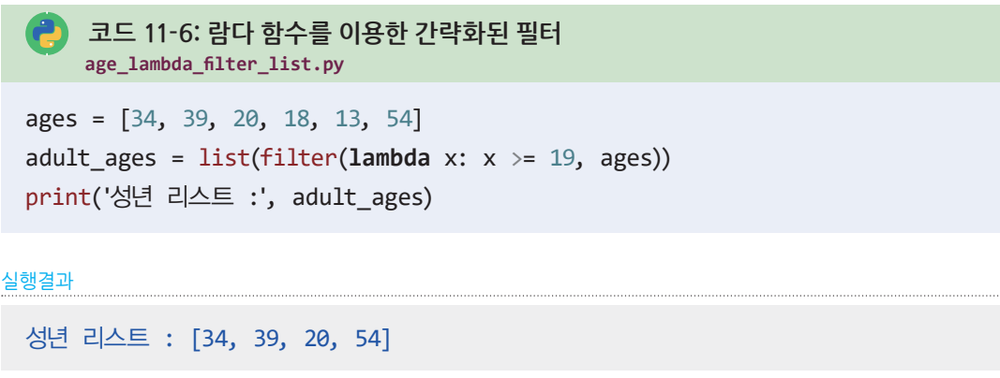 코드 11-6: 람다 함수를 이용한 간략화된 필터
age_lambda_filter_list.py
ages = [34, 39, 20, 18, 13, 54]
adult_ages = list(filter(lambda x: x >= 19, ages))
print('성년 리스트 :', adult_ages)
실행결과
성년 리스트 : [34, 39, 20, 54]